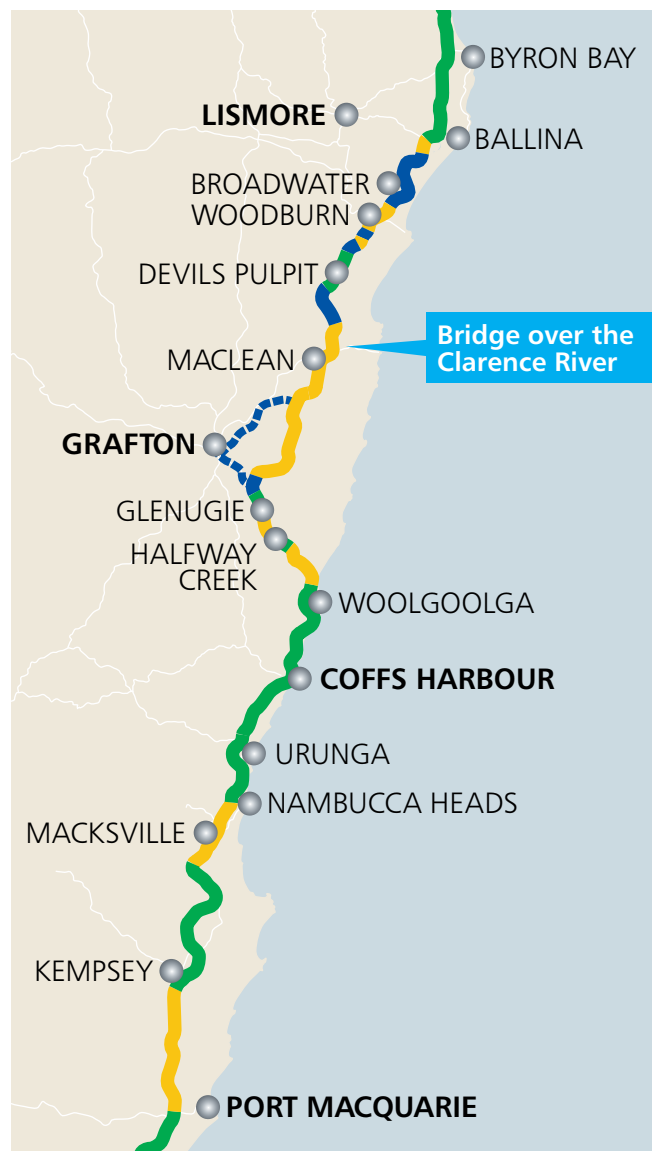 BYRON BAY
LISMORE
BALLINA
BROADWATER
WOODBURN
DEVILS PULPIT
Bridge over the
Clarence River
MACLEAN
GRAFTON
GLENUGIE
HALFWAY
CREEK
WOOLGOOLGA
COFFS HARBOUR
URUNGA
NAMBUCCA HEADS
MACKSVILLE
KEMPSEY
PORT MACQUARIE